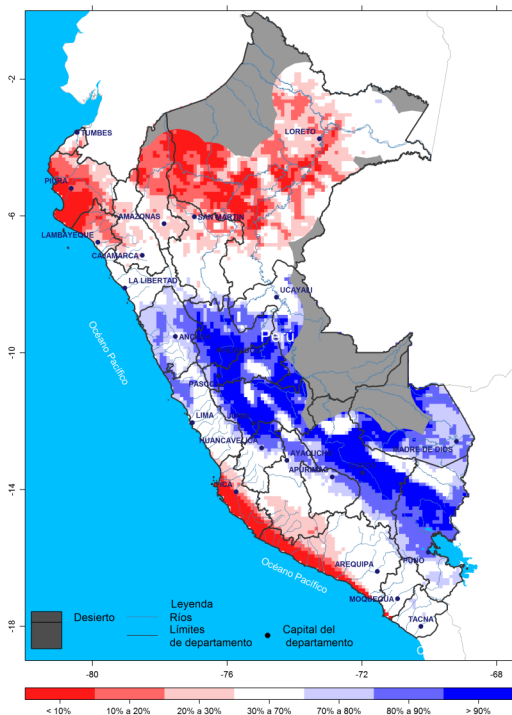 -2
LORETO
TUMBES
PIURA
-6
AMAZONAS
SAN MARTIN
LAMBAYEQUE
CAJAMARCA
LA LIBERTAD
UCAYALI
Océano Pacífico
Perú
-10
PASCO
LIMA
HUANCAVELICA
MADRE DE DIOS
AYACUCHO
APURIMAC
-14
ICA
PUNO
Océano Pacífico
AREQUIPA
MOQUEGUA
TACNA
-18
Leyenda
Desierto
Ríos
Límites
de departamento
Capital del
departamento
-80
-76
-72
-68
< 10%
10% a 20%
20% a 30%
30% a 70%
70% a 80%
80% a 90%
> 90%